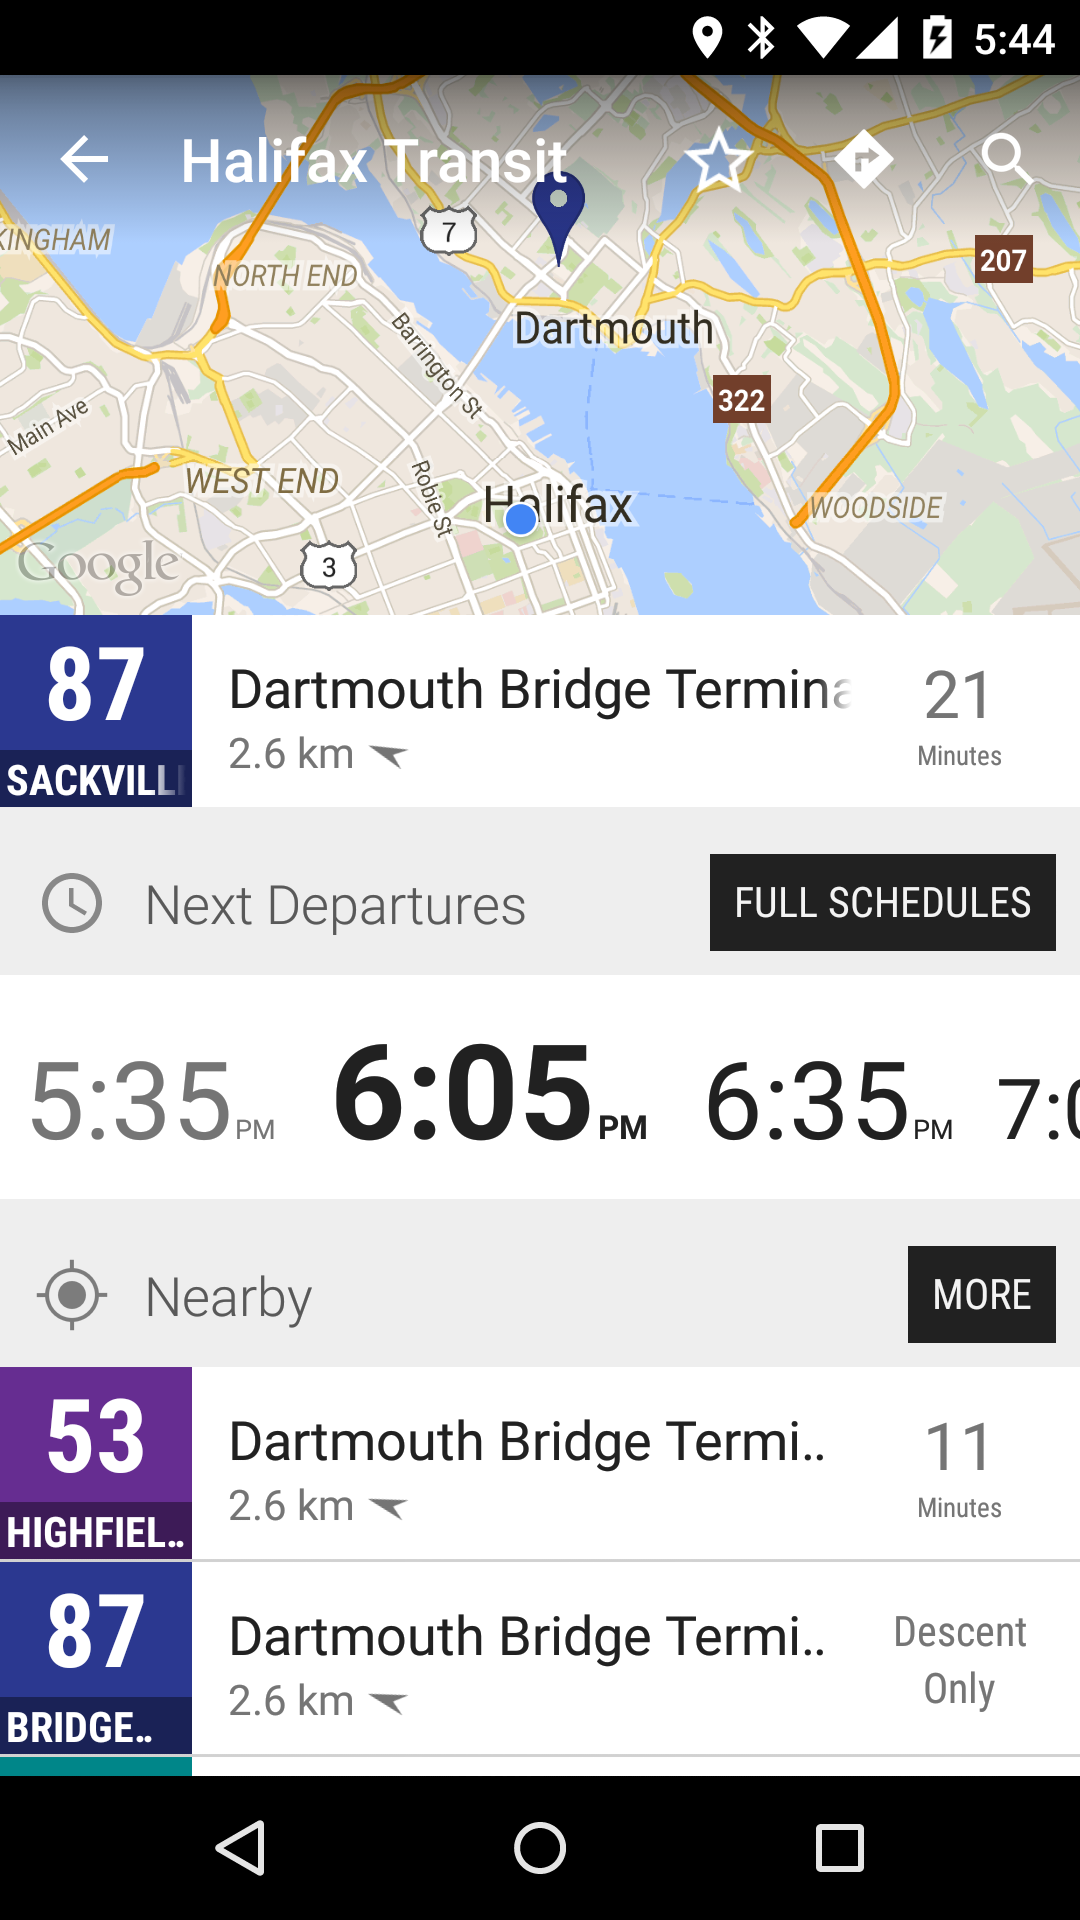 5:44
Halifax Transit
KINGHAM
7
207
NORTH END
Dartmouth
Barrington St
322
Main Ave
WEST END
Robie St
Halifax
WOODSIDE
Google
3
87
Dartmouth Bridge Termina
21
SACKVILL
2.6 km
Minutes
Next Departures
FULL SCHEDULES
5:35 PM
6:05 PM
6:35 PM
7:0
Nearby
MORE
53
Dartmouth Bridge Termi..
11
HIGHFIEL..
2.6 km
Minutes
87
Dartmouth Bridge Termi..
Descent
Only
BRIDGE..
2.6 km